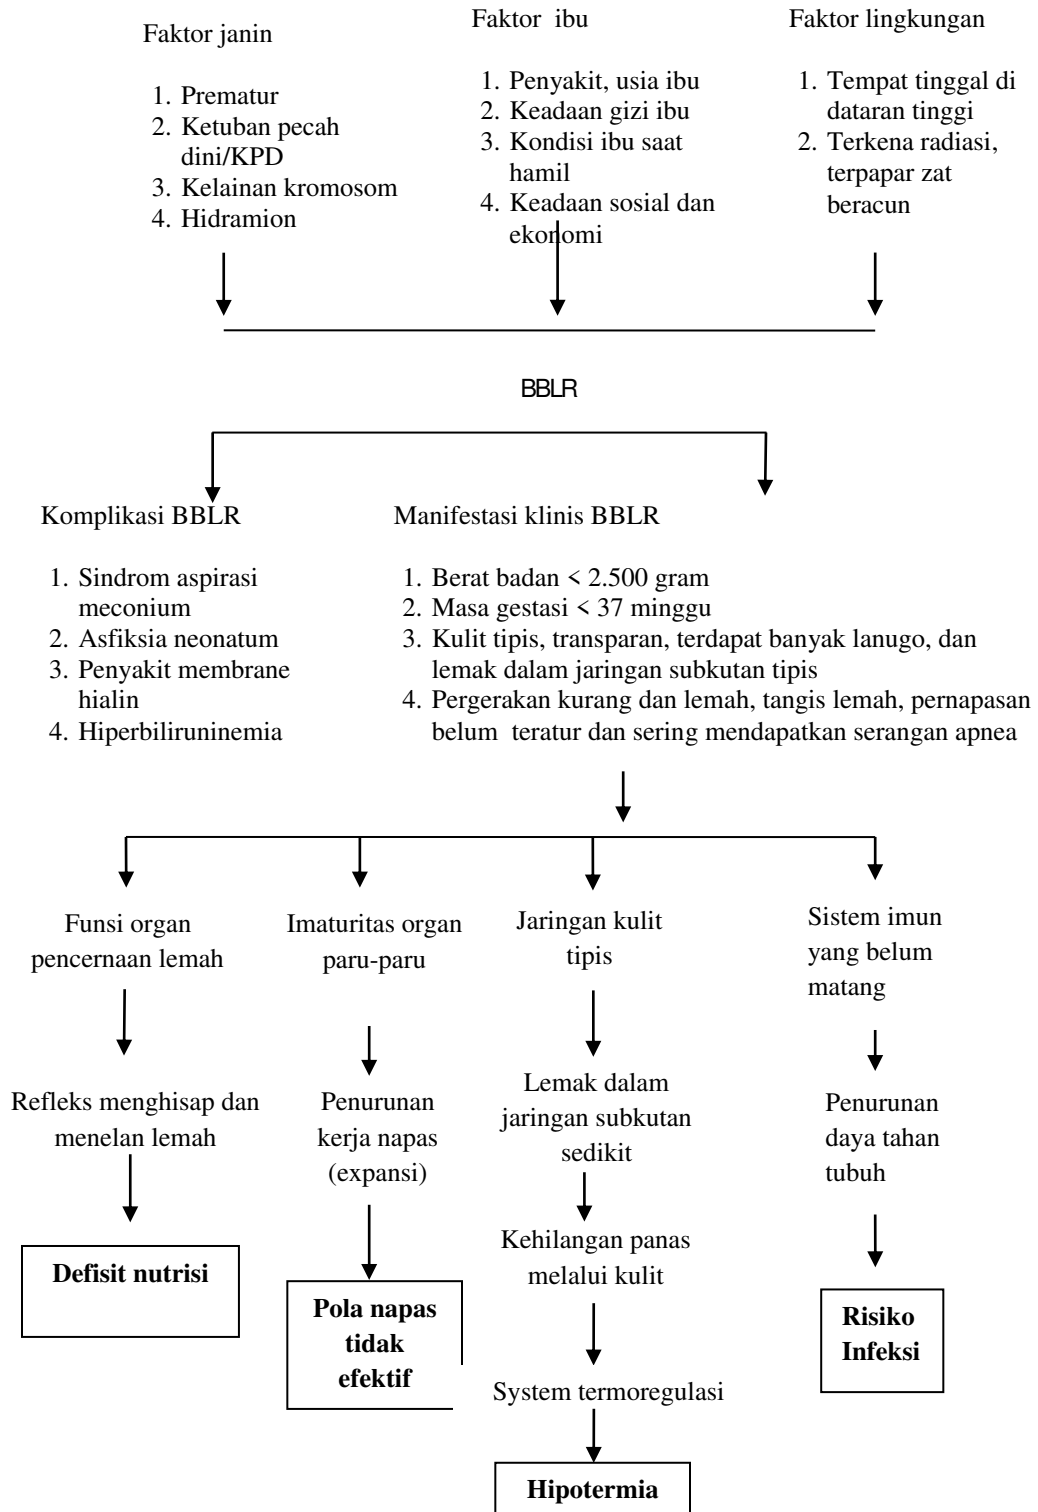 Faktor janin
1. Prematur
2. Ketuban pecah
dini/KPD
3. Kelainan kromosom
4. Hidramion
Faktor ibu
1. Penyakit, usia ibu
2. Keadaan gizi ibu
3. Kondisi ibu saat
hamil
4. Keadaan sosial dan
ekonomi
Faktor lingkungan
1. Tempat tinggal di
dataran tinggi
2. Terkena radiasi,
terpapar zat
beracun
BBLR
Komplikasi BBLR
1. Sindrom aspirasi
meconium
2. Asfiksia neonatum
3. Penyakit membrane
hialin
4. Hiperbiliruninemia
Manifestasi klinis BBLR
1. Berat badan < 2.500 gram
2. Masa gestasi < 37 minggu
3. Kulit tipis, transparan, terdapat banyak lanugo, dan
lemak dalam jaringan subkutan tipis
4. Pergerakan kurang dan lemah, tangis lemah, pernapasan
belum teratur dan sering mendapatkan serangan apnea
Funsi organ
pencernaan lemah
Refleks menghisap dan
menelan lemah
Defisit nutrisi
Imaturitas organ
paru-paru
Penurunan
kerja napas
(expansi)
Pola napas
tidak
efektif
Jaringan kulit
tipis
Lemak dalam
jaringan subkutan
sedikit
Kehilangan panas
melalui kulit
System termoregulasi
Hipotermia
Sistem imun
yang belum
matang
Penurunan
daya tahan
tubuh
Risiko
Infeksi